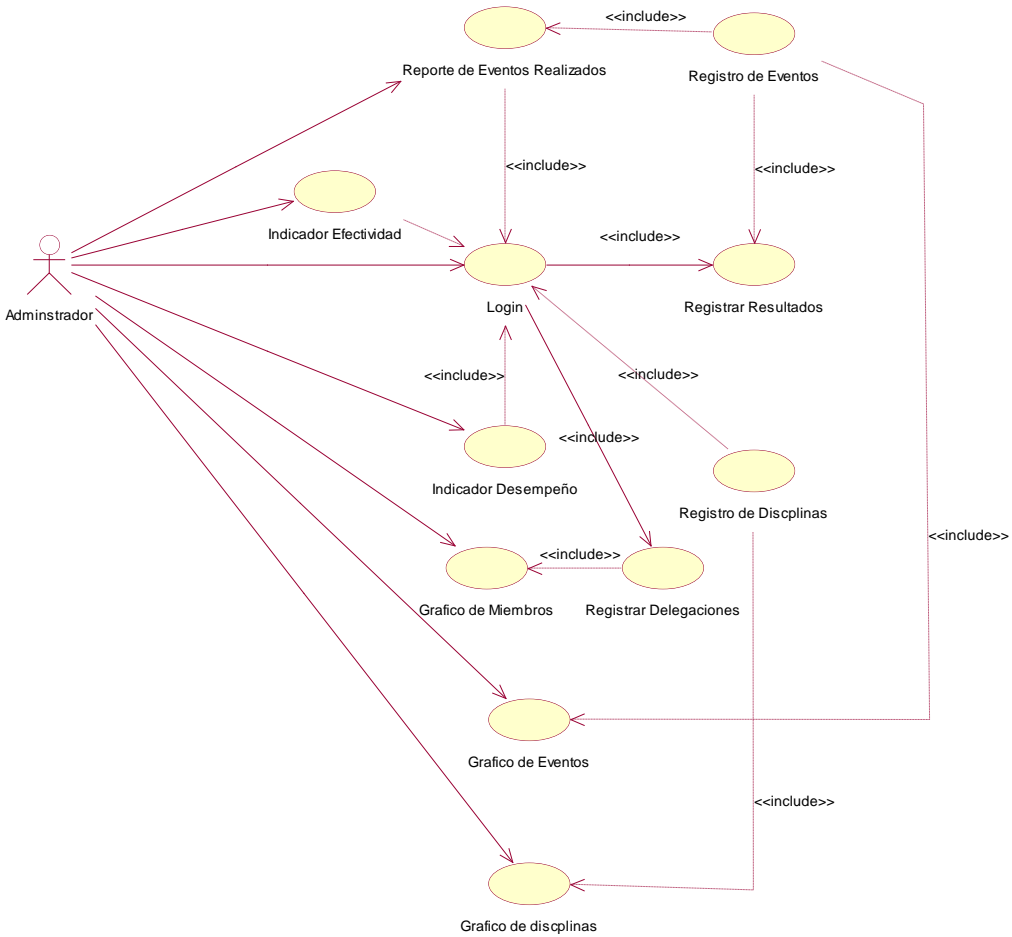 <<include>>
Reporte de Eventos Realizados
Registro de Eventos
<<include>>
<<include>>
Indicador Efectividad
<<include>>
Adminstrador
Login
Registrar Resultados
<<include>>
<<include>>
<<include>>
Indicador Desempeño
Registro de Discplinas
<<include>>
<<include>>
Grafico de Miembros
Registrar Delegaciones
Grafico de Eventos
<<include>>
Grafico de discplinas